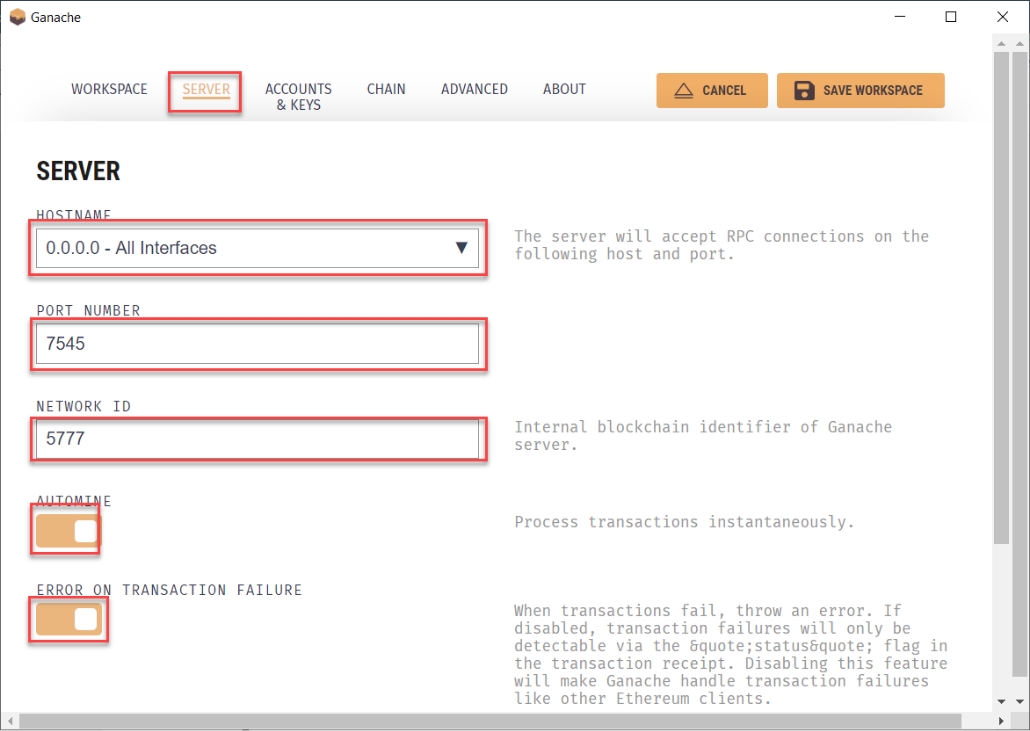 Ganache
WORKSPACE
SERVER
ACCOUNTS
& KEYS
CHAIN
ADVANCED
ABOUT
CANCEL
SAVE WORKSPACE
SERVER
HOSTNAME
0.0.0.0 - All Interfaces
The server will accept RPC connections on the
following host and port.
PORT NUMBER
7545
NETWORK ID
5777
Internal blockchain identifier of Ganache
server.
AUTOMINE
Process transactions instantaneously.
ERROR ON TRANSACTION FAILURE
When transactions fail, throw an error. If
disabled, transaction failures will only be
detectable via the &quote;status&quote; flag in
the transaction receipt. Disabling this feature
will make Ganache handle transaction failures
like other Ethereum clients.